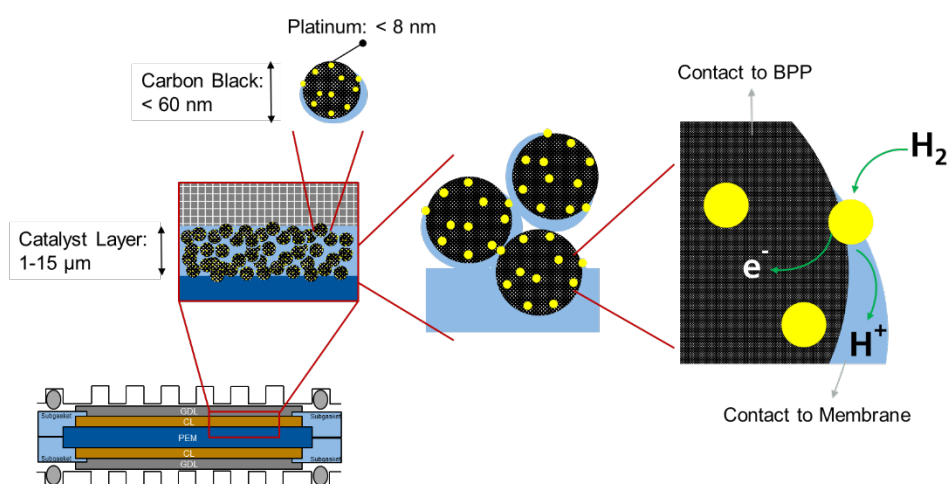 Platinum: < 8 nm
Carbon Black:
< 60 nm
Contact to BPP
H2
Catalyst Layer:
1-15 µm
e-
H+
Contact to Membrane
GDL
Subgasket
Subgasket
CL
PEM
CL
Subgasket
Subgasket
GDL